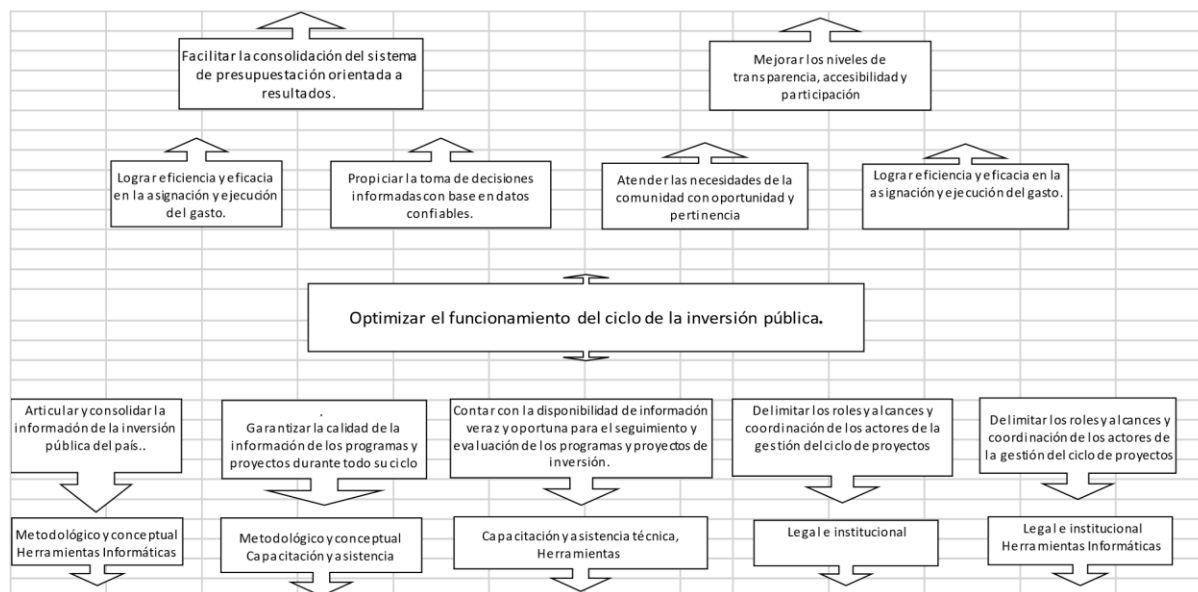 Facilitar la consolidación del sistema
de presupuestación orientada a
resultados.
Mejorar los niveles de
transparencia, accesibilidad y
participación
Lograr eficiencia y eficacia
en la asignación y ejecución
del gasto.
Propiciar la toma de decisiones
informadas con base en datos
confiables.
Atender las necesidades de la
comunidad con oportunidad y
pertinencia
Lograr eficiencia y eficacia en la
asignación y ejecución del gasto.
Optimizar el funcionamiento del ciclo de la inversión pública.
Articular y consolidar la
información de la inversión
pública del país..
.
Garantizar la calidad de la
información de los programas y
proyectos durante todo su ciclo
Contar con la disponibilidad de información
veraz y oportuna para el seguimiento y
evaluación de los programas y proyectos de
inversión.
Delimitar los roles y alcances y
coordinación de los actores de la
gestión del ciclo de proyectos
Delimitar los roles y alcances y
coordinación de los actores de
la gestión del ciclo de proyectos
Metodológico y conceptual
Herramientas Informáticas
Metodológico y conceptual
Capacitación y asistencia
Capacitación y asistencia técnica,
Herramientas
Legal e institucional
Legal e institucional
Herramientas Informáticas